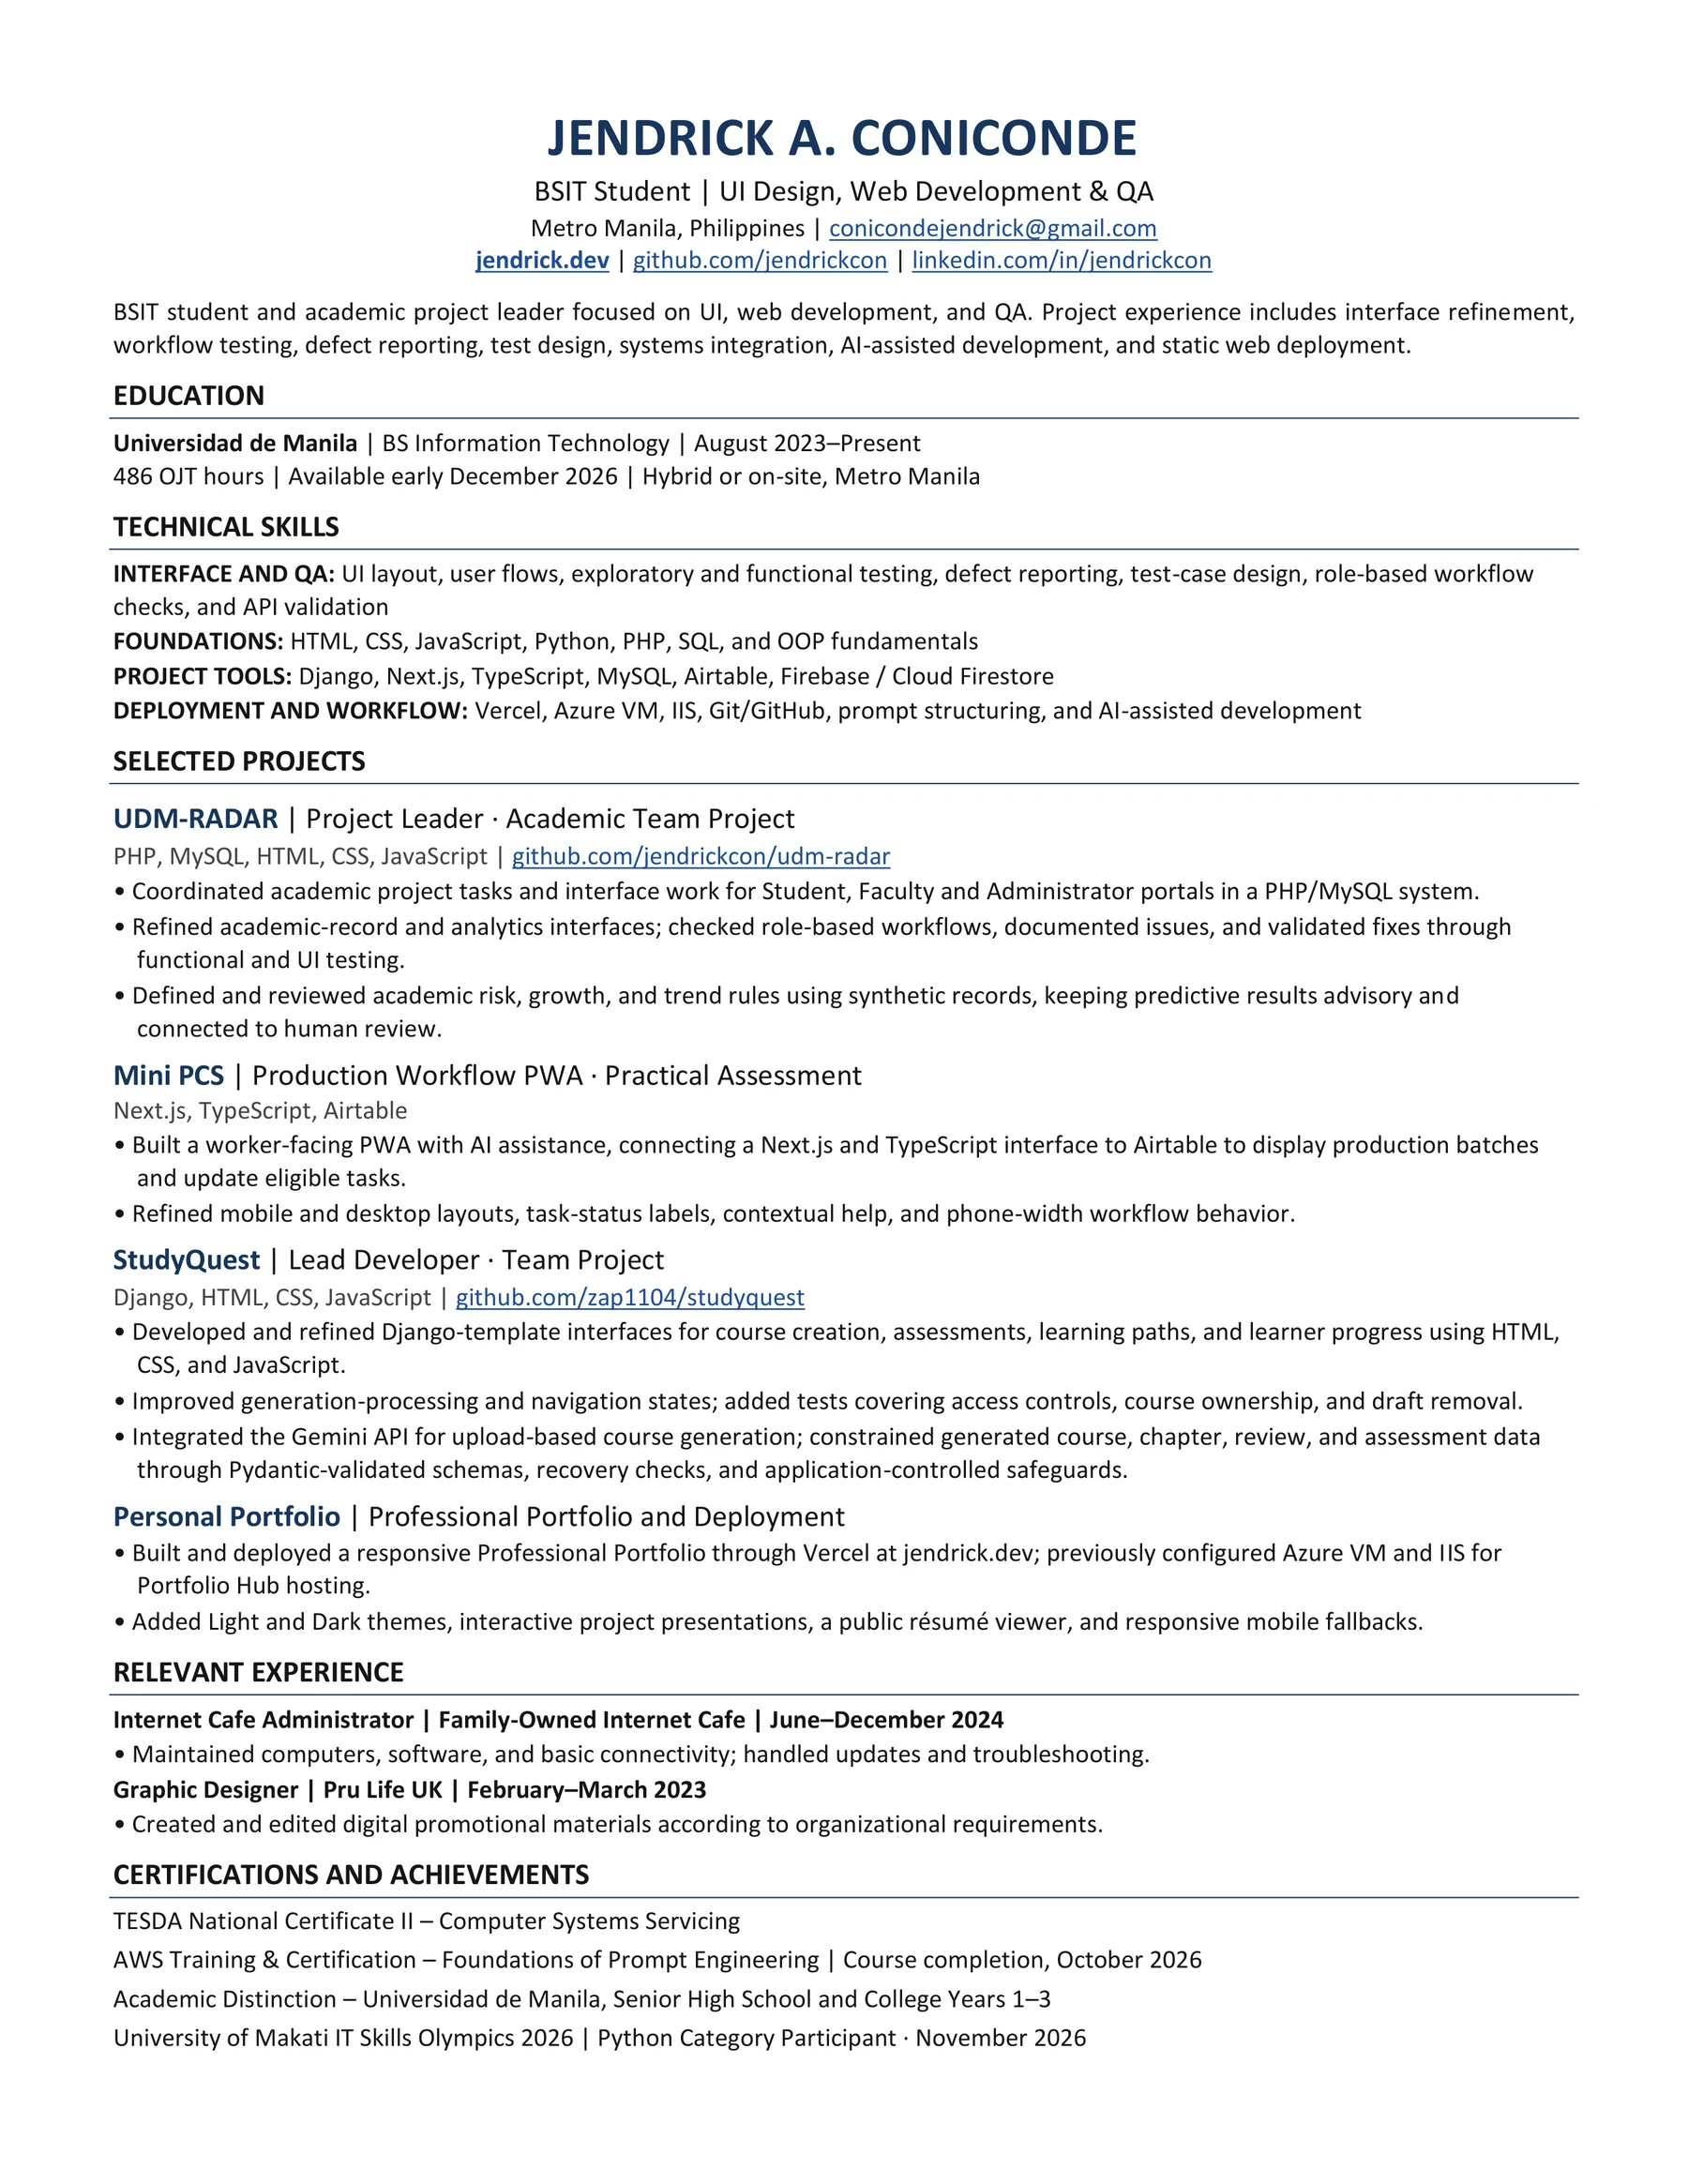 JENDRICK A. CONICONDE
BSIT Student | UI Design, Web Development & QA
Metro Manila, Philippines | conicondejendrick@gmail.com
jendrick.dev | github.com/jendrickcon | linkedin.com/in/jendrickcon
BSIT student and academic project leader focused on UI, web development, and QA. Project experience includes interface refinement,
workflow testing, defect reporting, test design, systems integration, AI-assisted development, and static web deployment.
EDUCATION
Universidad de Manila | BS Information Technology | August 2023–Present
486 OJT hours | Available early December 2026 | Hybrid or on-site, Metro Manila
TECHNICAL SKILLS
INTERFACE AND QA: UI layout, user flows, exploratory and functional testing, defect reporting, test-case design, role-based workflow
checks, and API validation
FOUNDATIONS: HTML, CSS, JavaScript, Python, PHP, SQL, and OOP fundamentals
PROJECT TOOLS: Django, Next.js, TypeScript, MySQL, Airtable, Firebase / Cloud Firestore
DEPLOYMENT AND WORKFLOW: Vercel, Azure VM, IIS, Git/GitHub, prompt structuring, and AI-assisted development
SELECTED PROJECTS
UDM-RADAR | Project Leader · Academic Team Project
PHP, MySQL, HTML, CSS, JavaScript | github.com/jendrickcon/udm-radar
• Coordinated academic project tasks and interface work for Student, Faculty and Administrator portals in a PHP/MySQL system.
• Refined academic-record and analytics interfaces; checked role-based workflows, documented issues, and validated fixes through
functional and UI testing.
• Defined and reviewed academic risk, growth, and trend rules using synthetic records, keeping predictive results advisory and
connected to human review.
Mini PCS | Production Workflow PWA · Practical Assessment
Next.js, TypeScript, Airtable
• Built a worker-facing PWA with AI assistance, connecting a Next.js and TypeScript interface to Airtable to display production batches
and update eligible tasks.
• Refined mobile and desktop layouts, task-status labels, contextual help, and phone-width workflow behavior.
StudyQuest | Lead Developer · Team Project
Django, HTML, CSS, JavaScript | github.com/zap1104/studyquest
• Developed and refined Django-template interfaces for course creation, assessments, learning paths, and learner progress using HTML,
CSS, and JavaScript.
• Improved generation-processing and navigation states; added tests covering access controls, course ownership, and draft removal.
• Integrated the Gemini API for upload-based course generation; constrained generated course, chapter, review, and assessment data
through Pydantic-validated schemas, recovery checks, and application-controlled safeguards.
Personal Portfolio | Professional Portfolio and Deployment
• Built and deployed a responsive Professional Portfolio through Vercel at jendrick.dev; previously configured Azure VM and IIS for
Portfolio Hub hosting.
• Added Light and Dark themes, interactive project presentations, a public résumé viewer, and responsive mobile fallbacks.
RELEVANT EXPERIENCE
Internet Cafe Administrator | Family-Owned Internet Cafe | June–December 2024
• Maintained computers, software, and basic connectivity; handled updates and troubleshooting.
Graphic Designer | Pru Life UK | February–March 2023
• Created and edited digital promotional materials according to organizational requirements.
CERTIFICATIONS AND ACHIEVEMENTS
TESDA National Certificate II – Computer Systems Servicing
AWS Training & Certification – Foundations of Prompt Engineering | Course completion, October 2026
Academic Distinction – Universidad de Manila, Senior High School and College Years 1–3
University of Makati IT Skills Olympics 2026 | Python Category Participant · November 2026